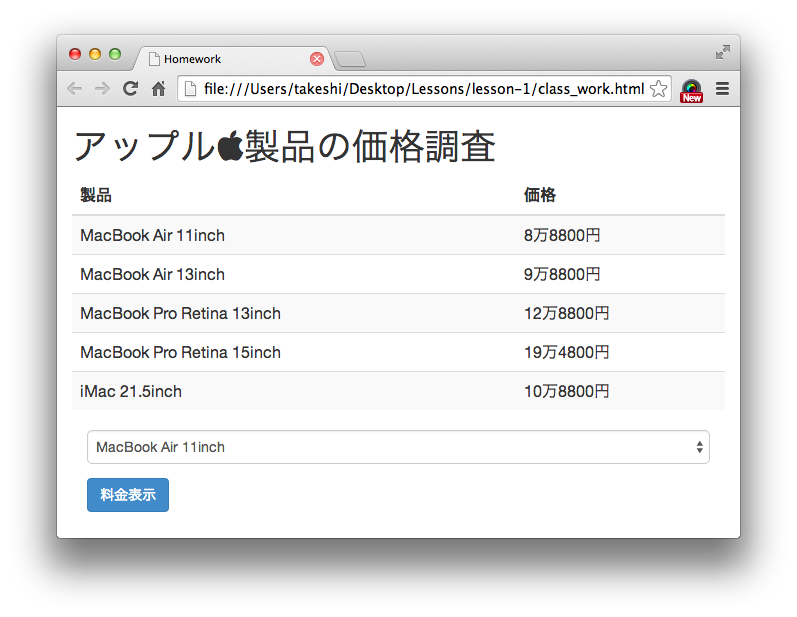 Homework
file:///Users/takeshi/Desktop/Lessons/lesson-1/class_work.html
New
アップル製品の価格調査
製品 価格
MacBook Air 11inch 8万8800円
MacBook Air 13inch 9万8800円
MacBook Pro Retina 13inch 12万8800円
MacBook Pro Retina 15inch 19万4800円
iMac 21.5inch 10万8800円
MacBook Air 11inch
料金表示